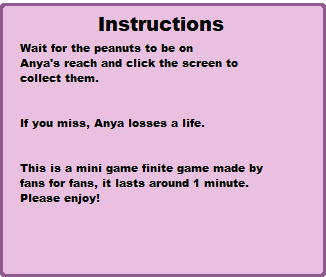 Instructions
Wait for the peanuts to be on
Anya's reach and click the screen to
collect them.
If you miss, Anya losses a life.
This is a mini game finite game made by
fans for fans, it lasts around 1 minute.
Please enjoy!